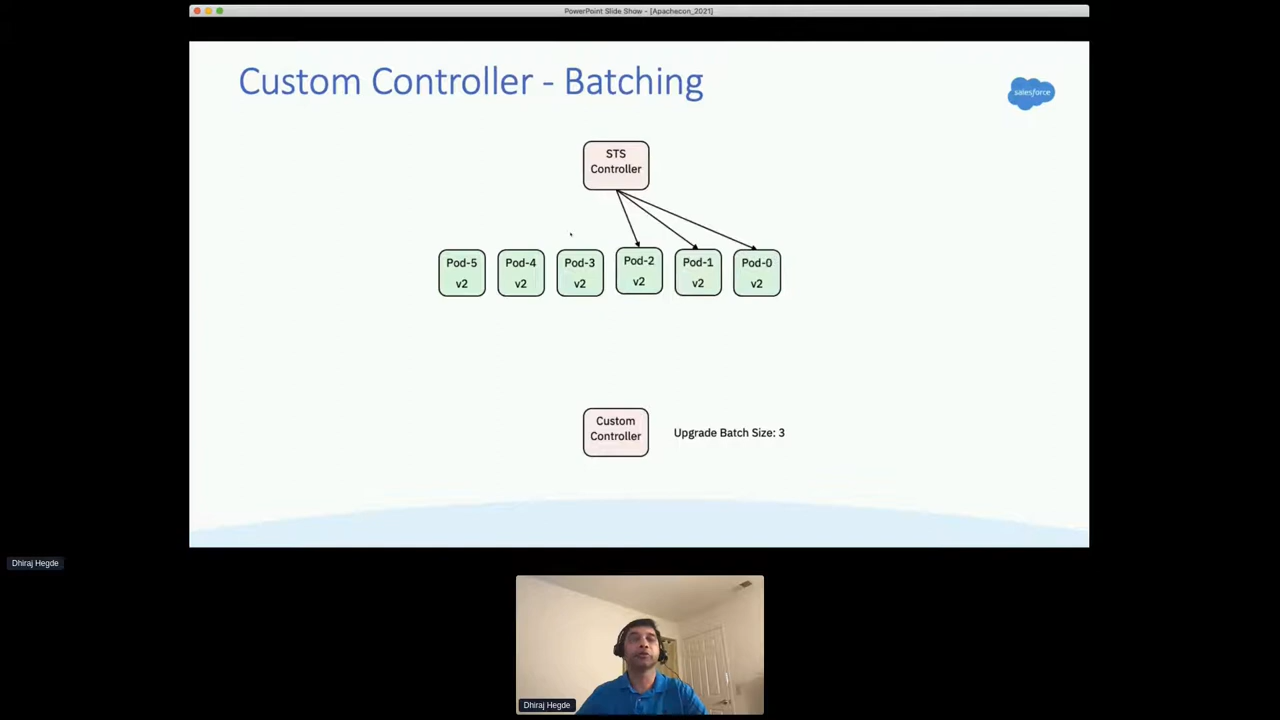 PowerPoint Slide Show - [Apachecon_2021]
Custom Controller - Batching
salesforce
STS
Controller
Pod-5
v2
Pod-4
v2
Pod-3
v2
Pod-2
v2
Pod-1
v2
Pod-0
v2
Custom
Controller
Upgrade Batch Size: 3
Dhiraj Hegde
Dhiraj Hegde